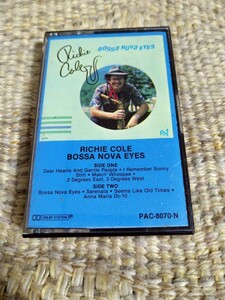 BOSSA NOVA EYES
Richie
Cole
RICHIE COLE
BOSSA NOVA EYES
SIDE ONE
Dear Hearts And Gentle People • I Remember Sonny
Stitt • Makin' Whoopee •
2 Degrees East, 3 Degrees West
SIDE TWO
Bossa Nova Eyes • Serenata • Seems Like Old Times •
Anna Maria Do-10
DOLBY SYSTEM
PAC-8070-N